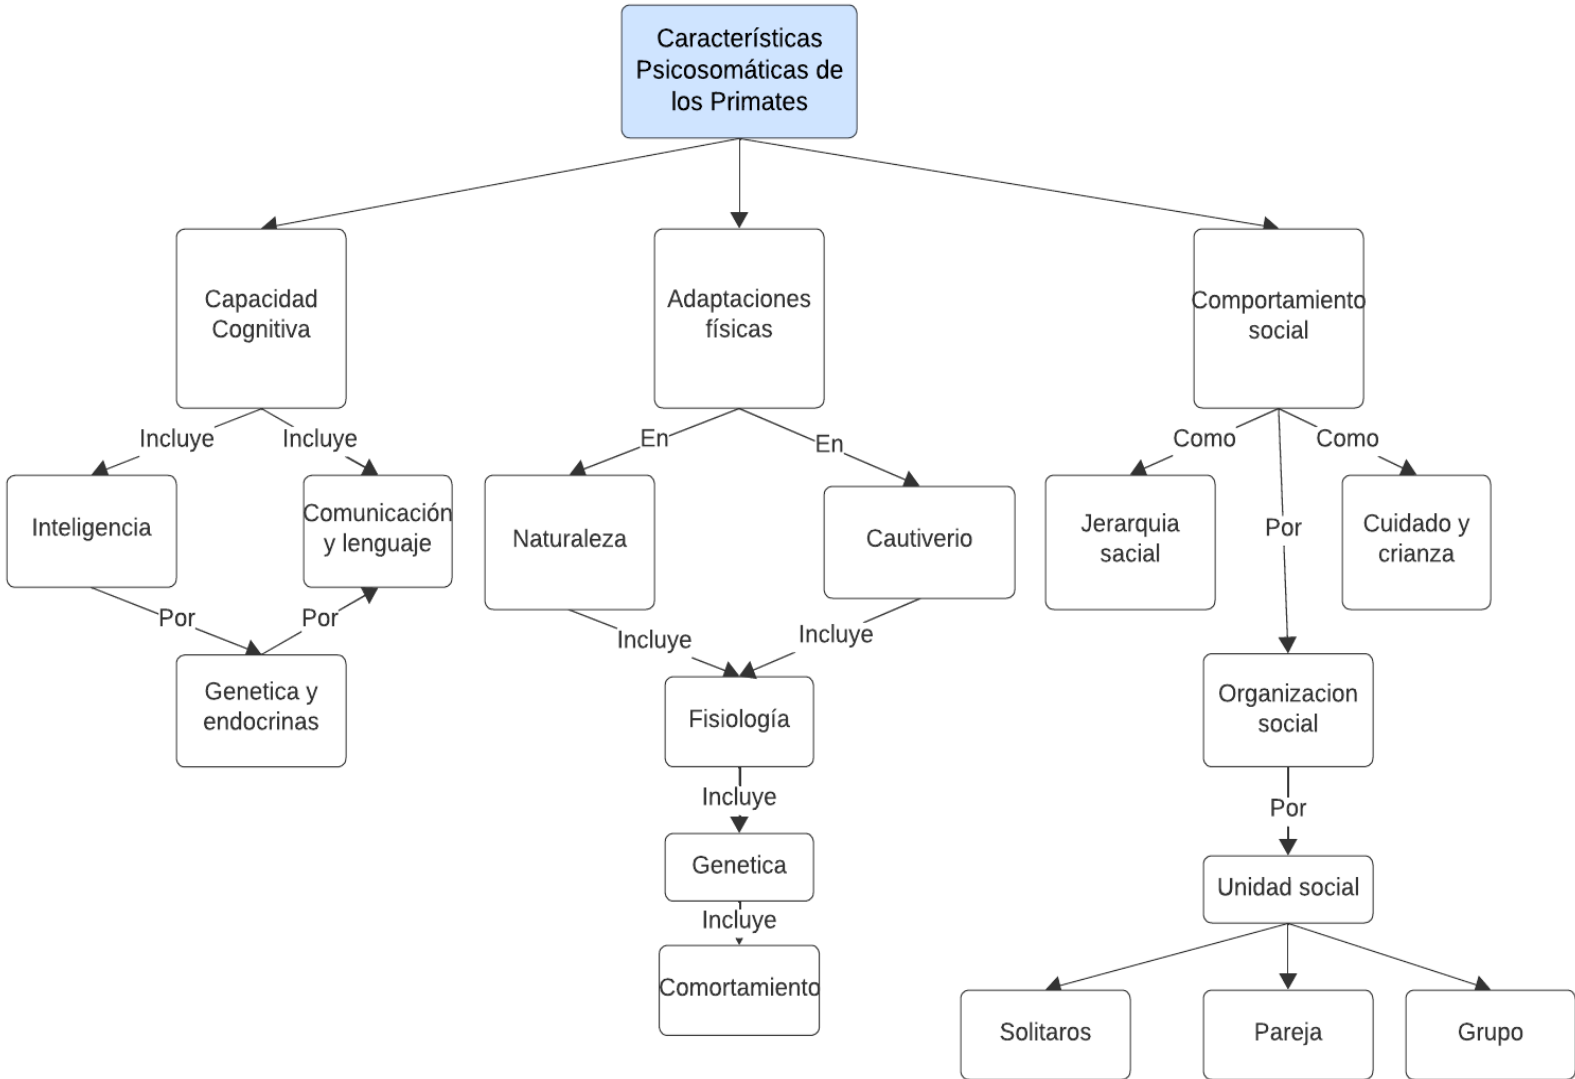 Características
Psicosomáticas de
los Primates
Capacidad
Cognitiva
Adaptaciones
físicas
Comportamiento
social
Incluye
Incluye
En
En
Como
Como
Inteligencia
Comunicación
y lenguaje
Naturaleza
Cautiverio
Jerarquia
sacial
Por
Cuidado y
crianza
Por
Por
Incluye
Incluye
Genetica y
endocrinas
Fisiología
Organizacion
social
Incluye
Por
Genetica
Unidad social
Incluye
Comortamiento
Solitaros
Pareja
Grupo